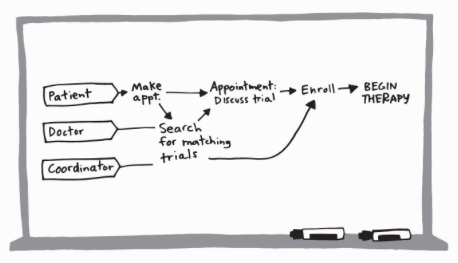 Patient
Make
appt.
Appointment:
Discuss trial
Enroll
BEGIN
THERAPY
Doctor
Search
for matching
trials
Coordinator